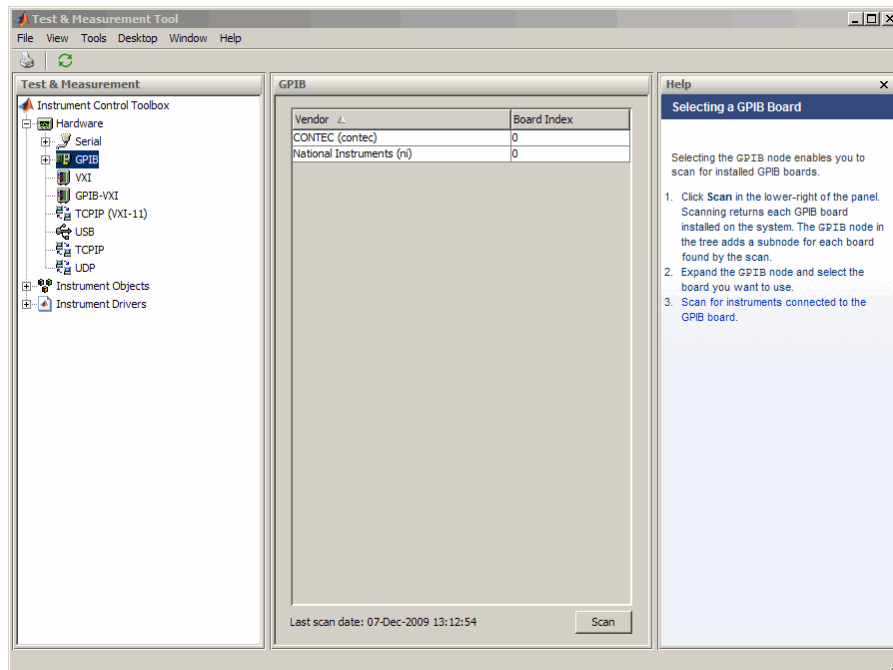 Test & Measurement Tool
File View Tools Desktop Window Help
Test & Measurement
Instrument Control Toolbox
Hardware
Serial
GPIB
VXI
GPIB-VXI
TCPIP (VXI-11)
USB
TCPIP
UDP
Instrument Objects
Instrument Drivers
GPIB
Vendor Board Index
CONTEC (contec) 0
National Instruments (ni) 0
Last scan date: 07-Dec-2009 13:12:54 Scan
Help
Selecting a GPIB Board
Selecting the GPIB node enables you to
scan for installed GPIB boards.
1. Click Scan in the lower-right of the panel.
Scanning returns each GPIB board
installed on the system. The GPIB node in
the tree adds a subnode for each board
found by the scan.
2. Expand the GPIB node and select the
board you want to use.
3. Scan for instruments connected to the
GPIB board.